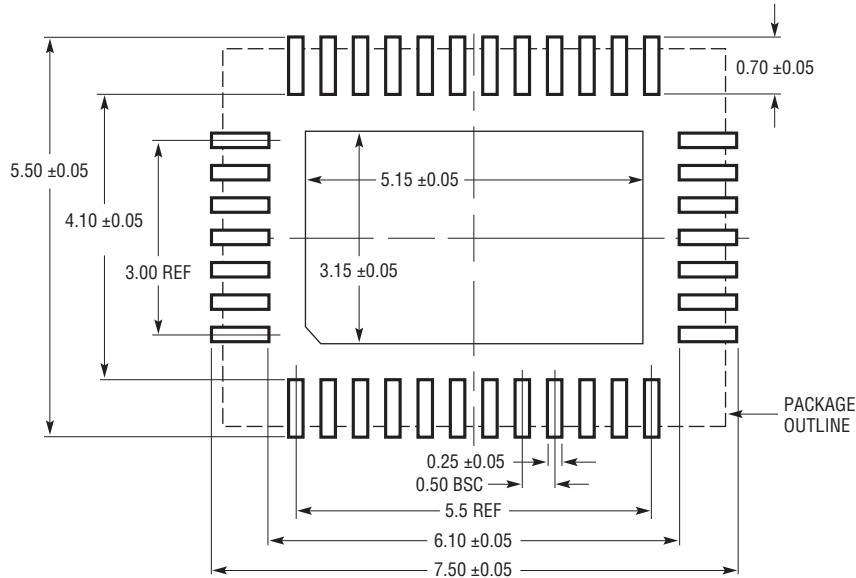 0.70 ±0.05
5.50 ±0.05
5.15 ±0.05
4.10 ±0.05
3.00 REF
3.15 ±0.05
PACKAGE
OUTLINE
0.25 ±0.05
0.50 BSC
5.5 REF
6.10 ±0.05
7.50 ±0.05